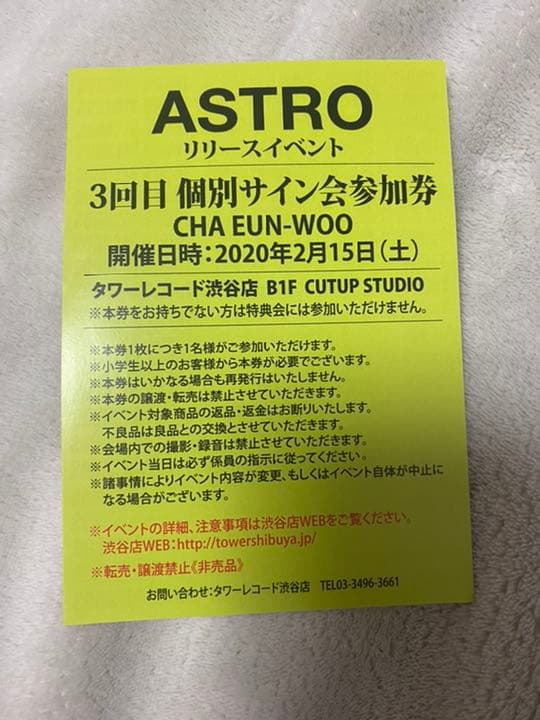 ASTRO
リリースイベント
3回目 個別サイン会参加券
CHA EUN-WOO
開催日時：2020年2月15日（土）
タワーレコード渋谷店 B1F CUTUP STUDIO
※本券をお持ちでない方は特典会には参加いただけません。
※本券1枚につき1名様がご参加いただけます。
※小学生以上のお客様から本券が必要でございます。
※本券はいかなる場合も再発行はいたしません。
※本券の譲渡・転売は禁止させていただきます。
※イベント対象商品の返品・返金はお断りいたします。
不良品は良品との交換とさせていただきます。
※会場内での撮影・録音は禁止させていただきます。
※イベント当日は必ず係員の指示に従ってください。
※諸事情によりイベント内容が変更、もしくはイベント自体が中止に
なる場合がございます。
※イベントの詳細、注意事項は渋谷店WEBをご覧ください。
渋谷店WEB：http://towershibuya.jp/
※転売・譲渡禁止《非売品》
お問い合わせ：タワーレコード渋谷店 TEL03-3496-3661